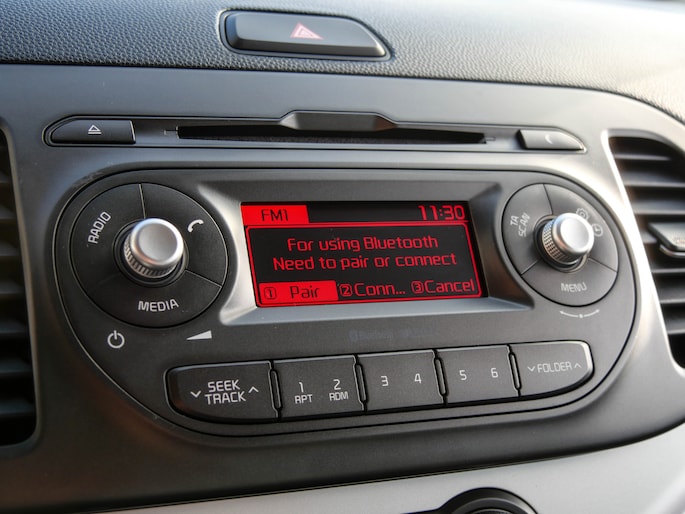 FM1 11:30
For using Bluetooth
Need to pair or connect
1 Pair 2 Conn... 3 Cancel
RADIO
MEDIA
TA
SCAN
MENU
SEEK
TRACK
1 2
RPT RDM
3 4
5 6
FOLDER